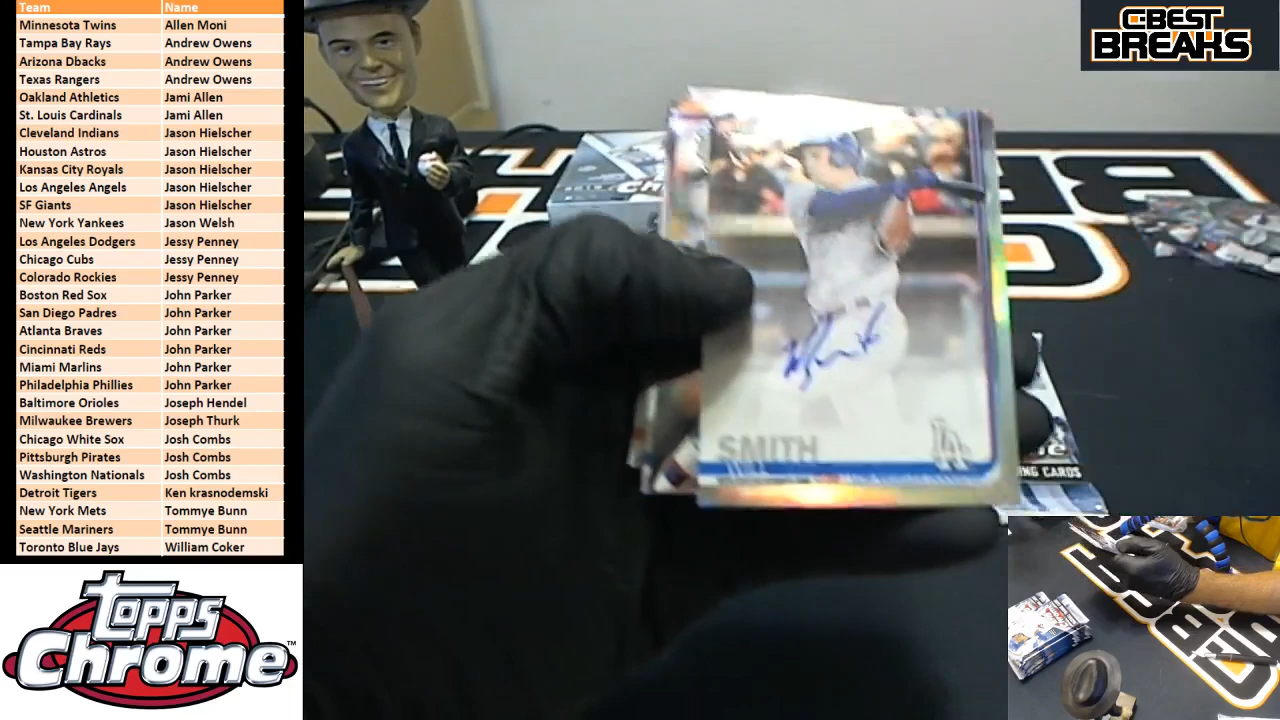 Team Name
Minnesota Twins Allen Moni
Tampa Bay Rays Andrew Owens
Arizona Dbacks Andrew Owens
Texas Rangers Andrew Owens
Oakland Athletics Jami Allen
St. Louis Cardinals Jami Allen
Cleveland Indians Jason Hielscher
Houston Astros Jason Hielscher
Kansas City Royals Jason Hielscher
Los Angeles Angels Jason Hielscher
SF Giants Jason Hielscher
New York Yankees Jason Welsh
Los Angeles Dodgers Jessy Penney
Chicago Cubs Jessy Penney
Colorado Rockies Jessy Penney
Boston Red Sox John Parker
San Diego Padres John Parker
Atlanta Braves John Parker
Cincinnati Reds John Parker
Miami Marlins John Parker
Philadelphia Phillies John Parker
Baltimore Orioles Joseph Hendel
Milwaukee Brewers Joseph Thurk
Chicago White Sox Josh Combs
Pittsburgh Pirates Josh Combs
Washington Nationals Josh Combs
Detroit Tigers Ken krasnodemski
New York Mets Tommye Bunn
Seattle Mariners Tommye Bunn
Toronto Blue Jays William Coker
Topps
Chrome™
C-BEST
BREAKS
SMITH
LA
NG CARDS